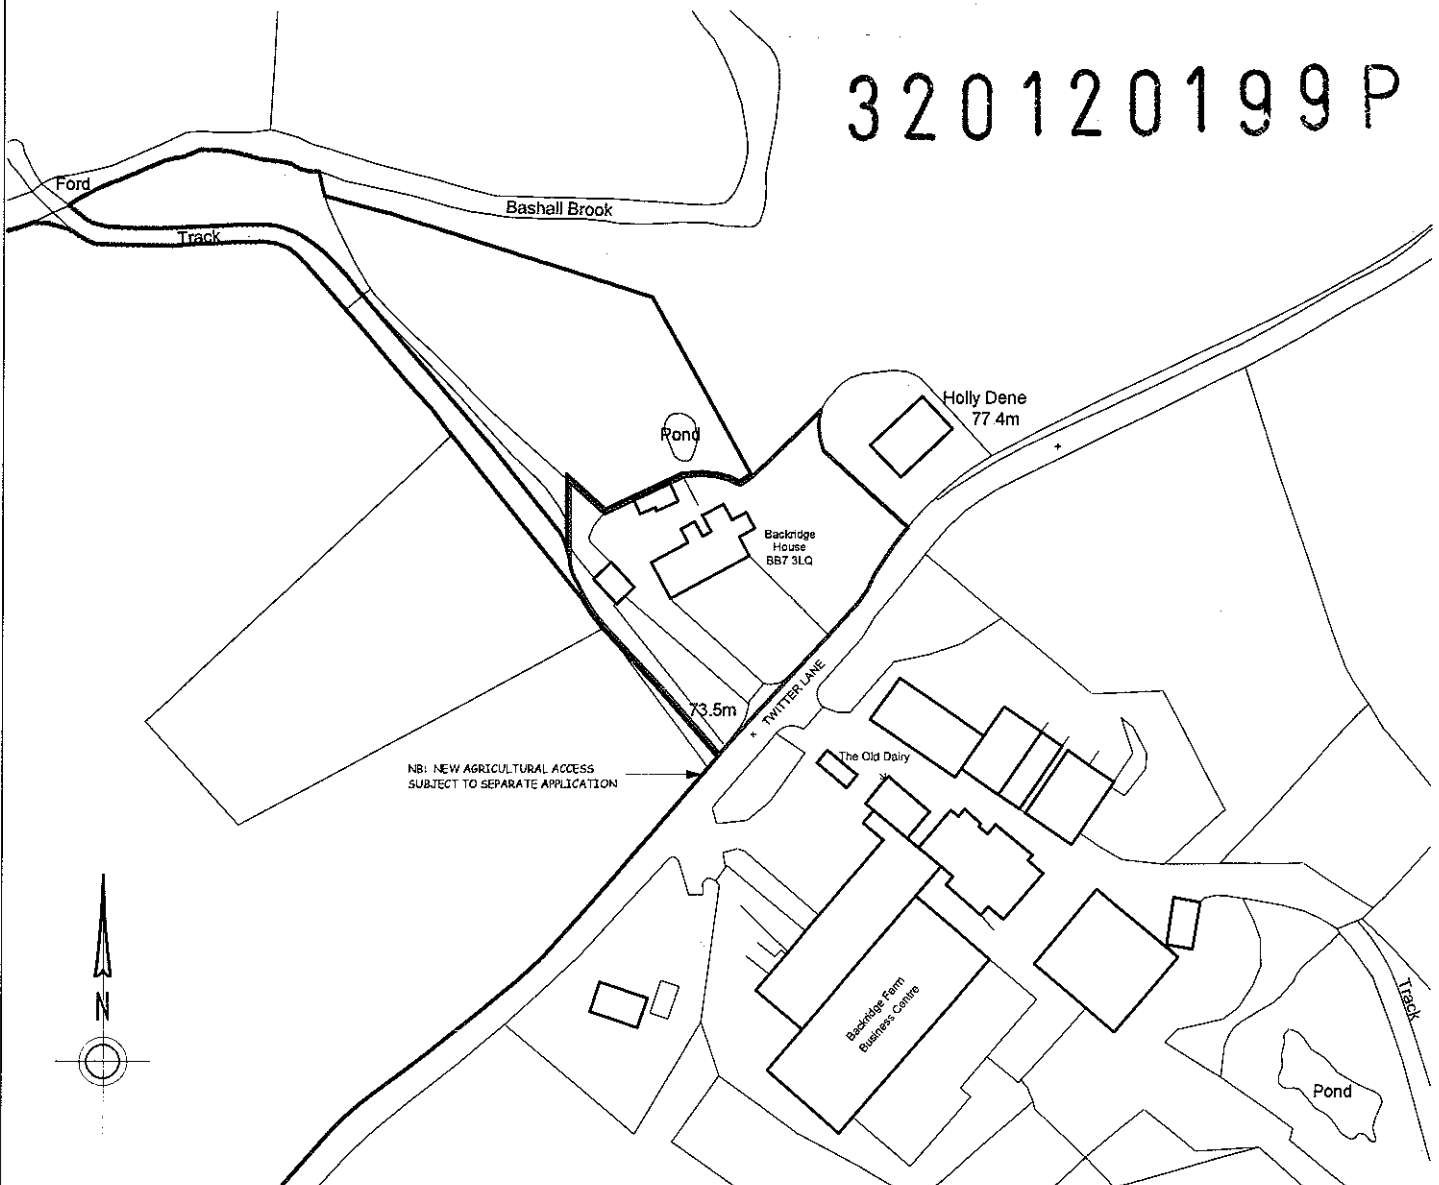 320120199P
Ford
Bashall Brook
Track
Holly Dene
77.4m
Pond
Backridge
House
BB7 3LQ
TWITTER LANE
73.5m
NB: NEW AGRICULTURAL ACCESS
SUBJECT TO SEPARATE APPLICATION
The Old Dairy
N
Backridge Farm
Business Centre
Track
Pond